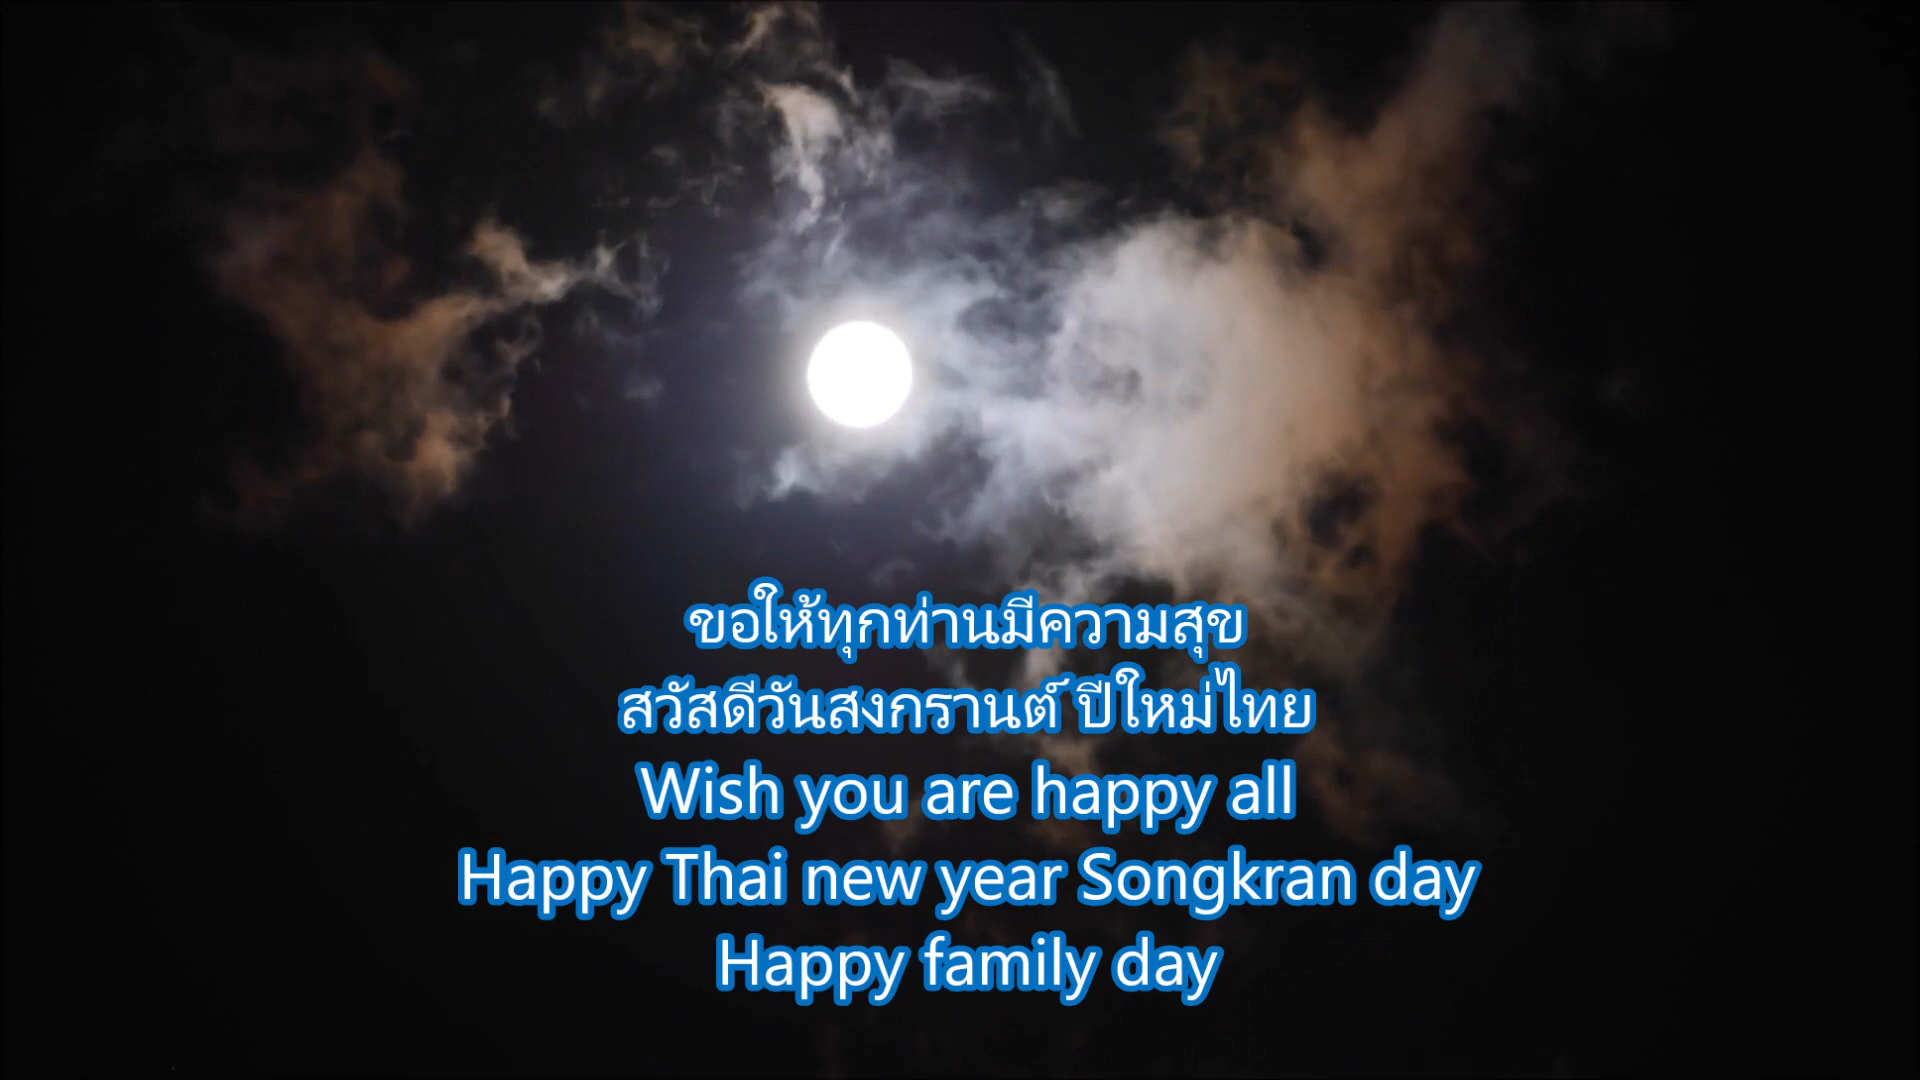 ขอให้ทุกท่านมีความสุข
สวัสดีวันสงกรานต์ ปีใหม่ไทย
Wish you are happy all
Happy Thai new year Songkran day
Happy family day